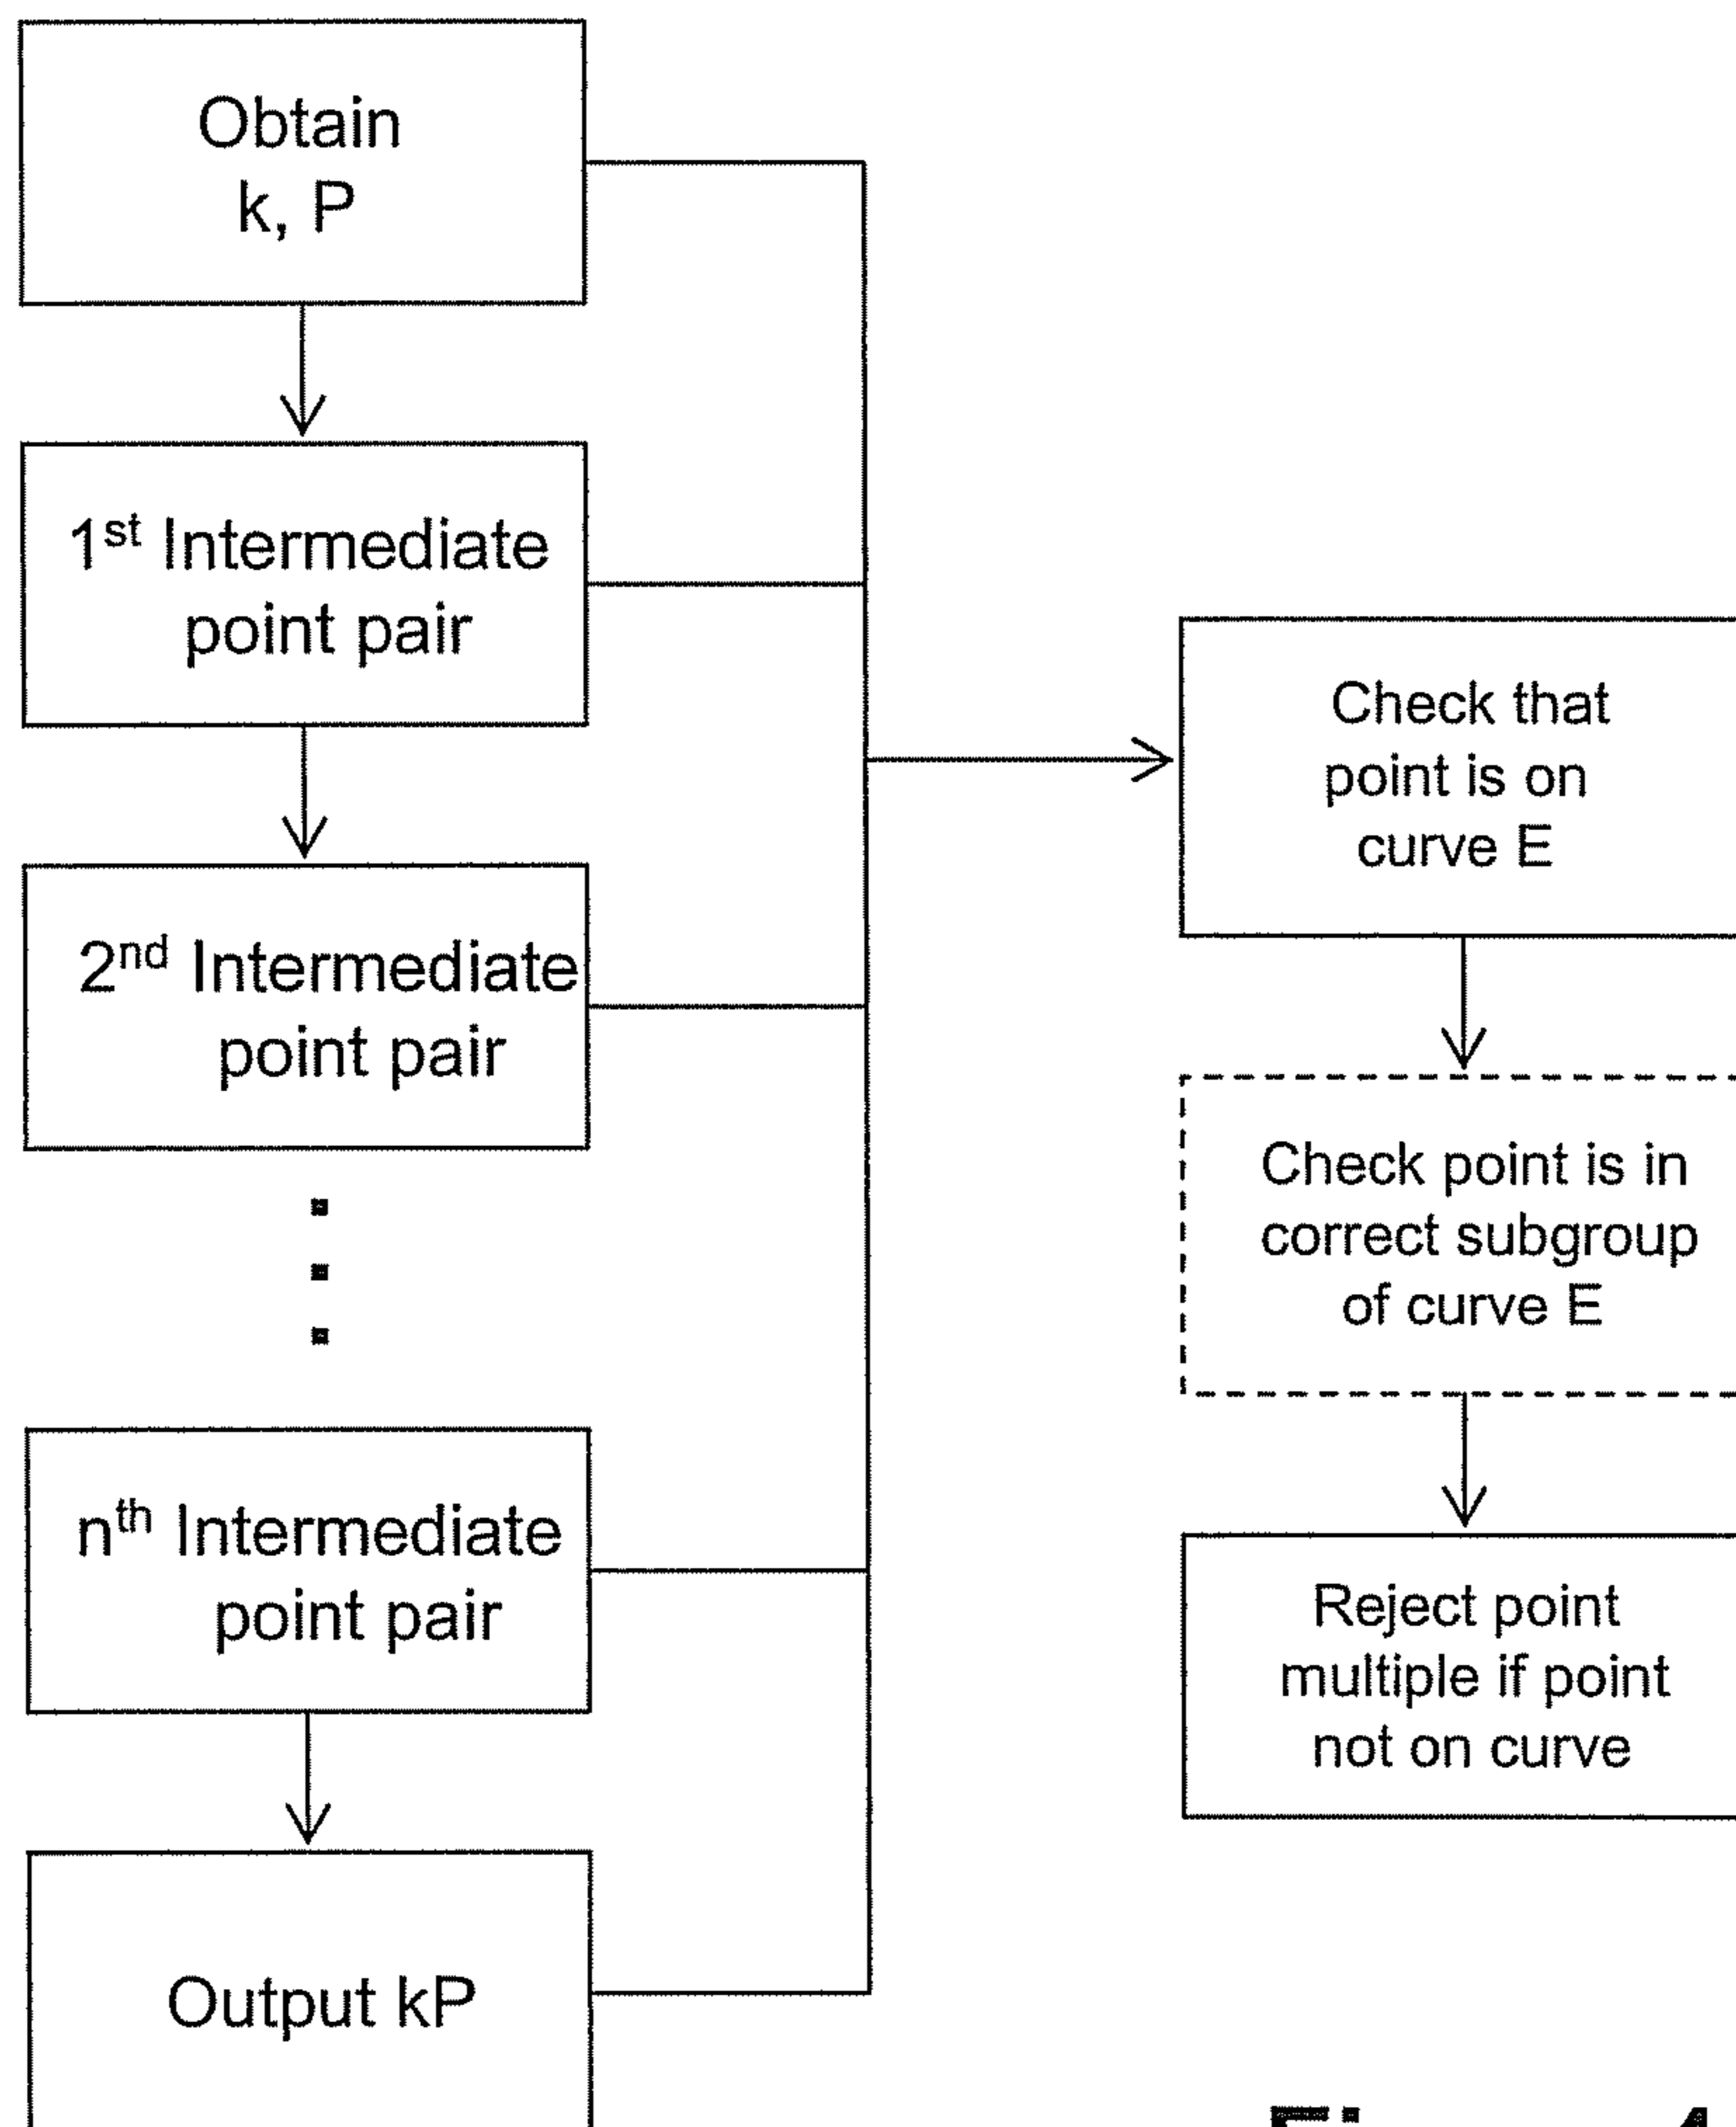 Obtain
k, P
1st Intermediate
point pair
2nd Intermediate
point pair
nth Intermediate
point pair
Output kP
Check that
point is on
curve E
Check point is in
correct subgroup
of curve E
Reject point
multiple if point
not on curve